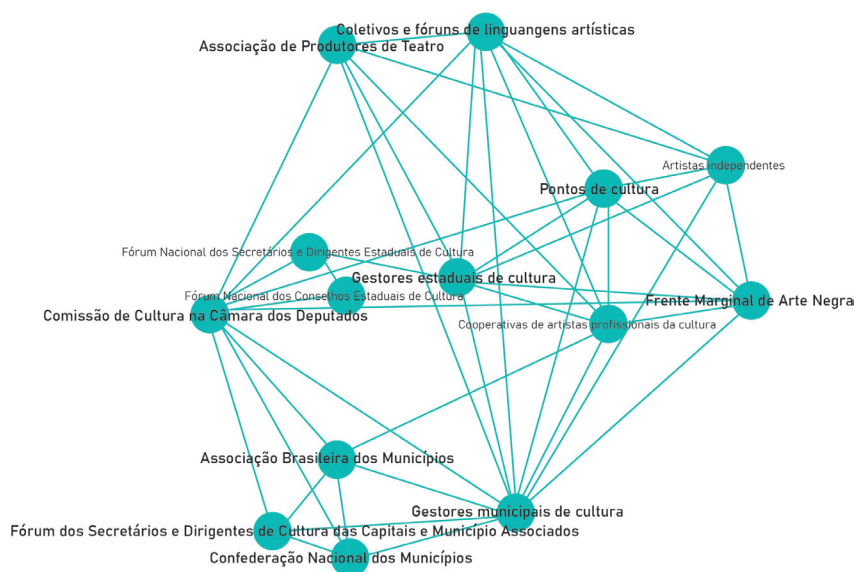 Coletivos e fóruns de linguangens artísticas
Associação de Produtores de Teatro
Artistas independentes
Pontos de cultura
Fórum Nacional dos Secretários e Dirigentes Estaduais de Cultura
Gestores estaduais de cultura
Fórum Nacional dos Conselhos Estaduais de Cultura
Frente Marginal de Arte Negra
Comissão de Cultura na Câmara dos Deputados
Cooperativas de artistas profissionais da cultura
Associação Brasileira dos Municípios
Gestores municipais de cultura
Fórum dos Secretários e Dirigentes de Cultura das Capitais e Município Associados
Confederação Nacional dos Municípios